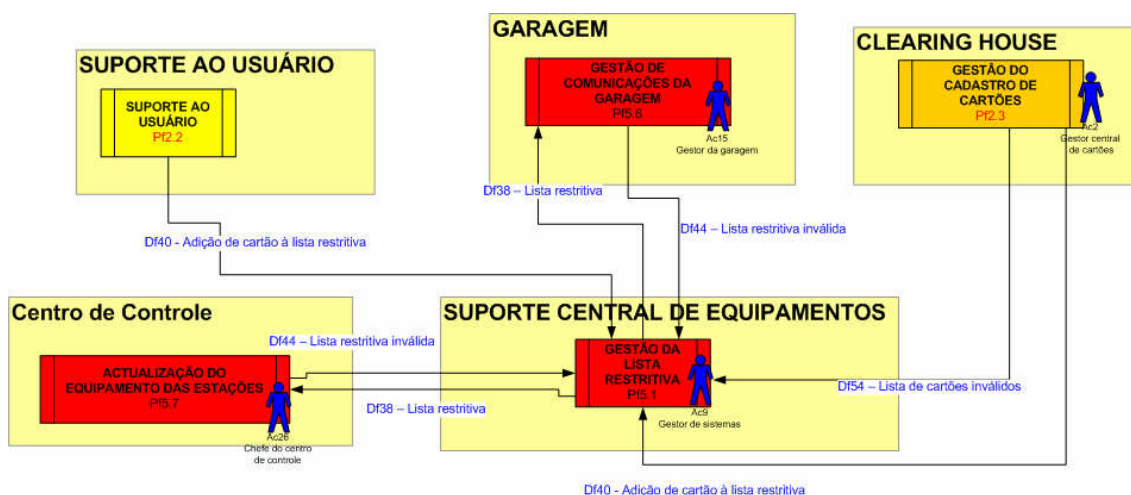 GARAGEM
GESTÃO DE
COMUNICAÇÕES DA
GARAGEM
Pf5.8
Ac15
Gestor da garagem
CLEARING HOUSE
GESTÃO DO
CADASTRO DE
CARTÕES
Pf2.3
Ac2
Gestor central
de cartões
SUPORTE AO USUÁRIO
SUPORTE AO
USUÁRIO
Pf2.2
Df38 – Lista restritiva
Df44 – Lista restritiva inválida
Df40 - Adição de cartão à lista restritiva
Centro de Controle
ACTUALIZAÇÃO DO
EQUIPAMENTO DAS ESTAÇÕES
Pf5.7
Ac26
Chefe do centro
de controle
Df44 – Lista restritiva inválida
Df38 – Lista restritiva
SUPORTE CENTRAL DE EQUIPAMENTOS
GESTÃO DA
LISTA
RESTRITIVA
Pf5.1
Ac9
Gestor de sistemas
Df54 – Lista de cartões inválidos
Df40 - Adição de cartão à lista restritiva